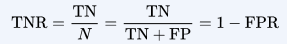 TNR = TN/N = TN/(TN + FP) = 1 − FPR